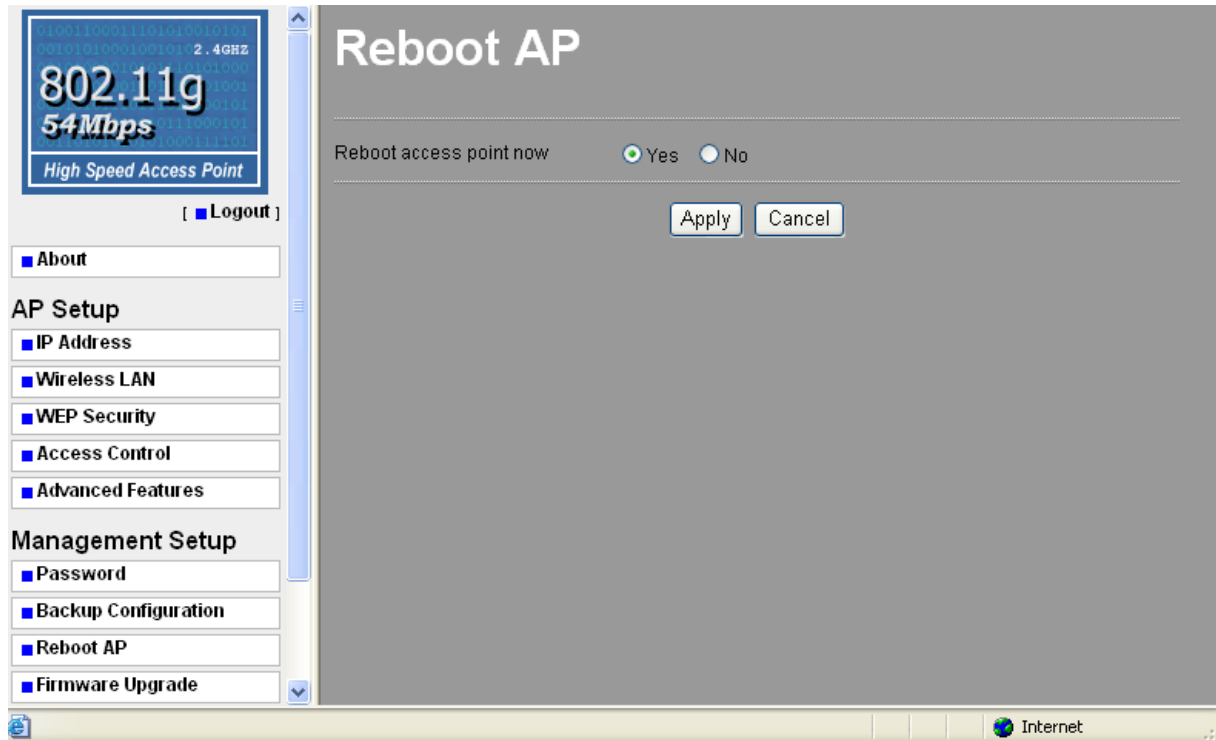 2.4GHZ
802.11g
54Mbps
High Speed Access Point
[ Logout ]
About
AP Setup
IP Address
Wireless LAN
WEP Security
Access Control
Advanced Features
Management Setup
Password
Backup Configuration
Reboot AP
Firmware Upgrade
Reboot AP
Reboot access point now Yes No
Apply Cancel
Internet